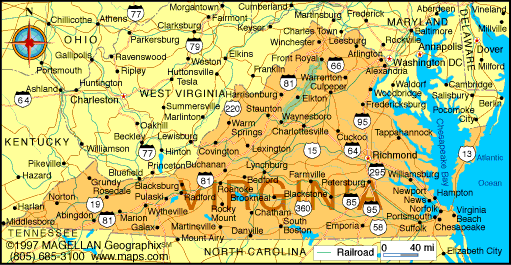 Morgantown
Cumberland
Martinsburg
Frederick
Aberdeen
Vineland
77
Fairmont
MARYLAND
Chillicothe
Athens
Clarksburg
Keyser
Charles Town
Baltimore
Millville
OHIO
Parkersburg
Winchester
Leesburg
Rockville
DELAWARE
79
Arlington
Annapolis
Dover
Gallipolis
Ravenswood
Weston
Elkins
Front Royal
66
Washington DC
Portsmouth
Ripley
Huttonsville
Franklin
81
Warrenton
Alexandria
Milford
Ashland
Huntington
Tesla
Culpeper
Woodbridge
Waldorf
Cambridge
64
Charleston
WEST VIRGINIA
Harrisonburg
Elkton
95
Salisbury
Berlin
Summersville
220
Staunton
Fredericksburg
Pocomoke
City
Marlinton
Waynesboro
Oakhill
Warm
Springs
Charlottesville
Tappahannock
Chesapeake Bay
KENTUCKY
Beckley
Lewisburg
Cuckoo
Williamson
Hinton
Covington
Lexington
15
64
Richmond
13
Atlantic
Ocean
Pikeville
77
Princeton
Buchanan
Lynchburg
295
Hazard
Bluefield
81
Bedford
Farmville
Petersburg
Williamsburg
Grundy
Blacksburg
Roanoke
Blackstone
Newport
News
Hampton
Norton
Rosedale
Pulaski
Radford
VIRGINIA
Brookneal
85
95
Norfolk
Harlan
19
Wytheville
Rocky
Mount
Chatham
360
Portsmouth
Virginia
Beach
Abingdon
81
Marion
South
Boston
58
Suffolk
Chesapeake
Middlesboro
Galax
Martinsville
Emporia
TENNESSEE
Mount Airy
NORTH CAROLINA
Elizabeth City
©1997 MAGELLAN Geographix℠
(805) 685-3100 www.maps.com
Railroad
0 40 mi